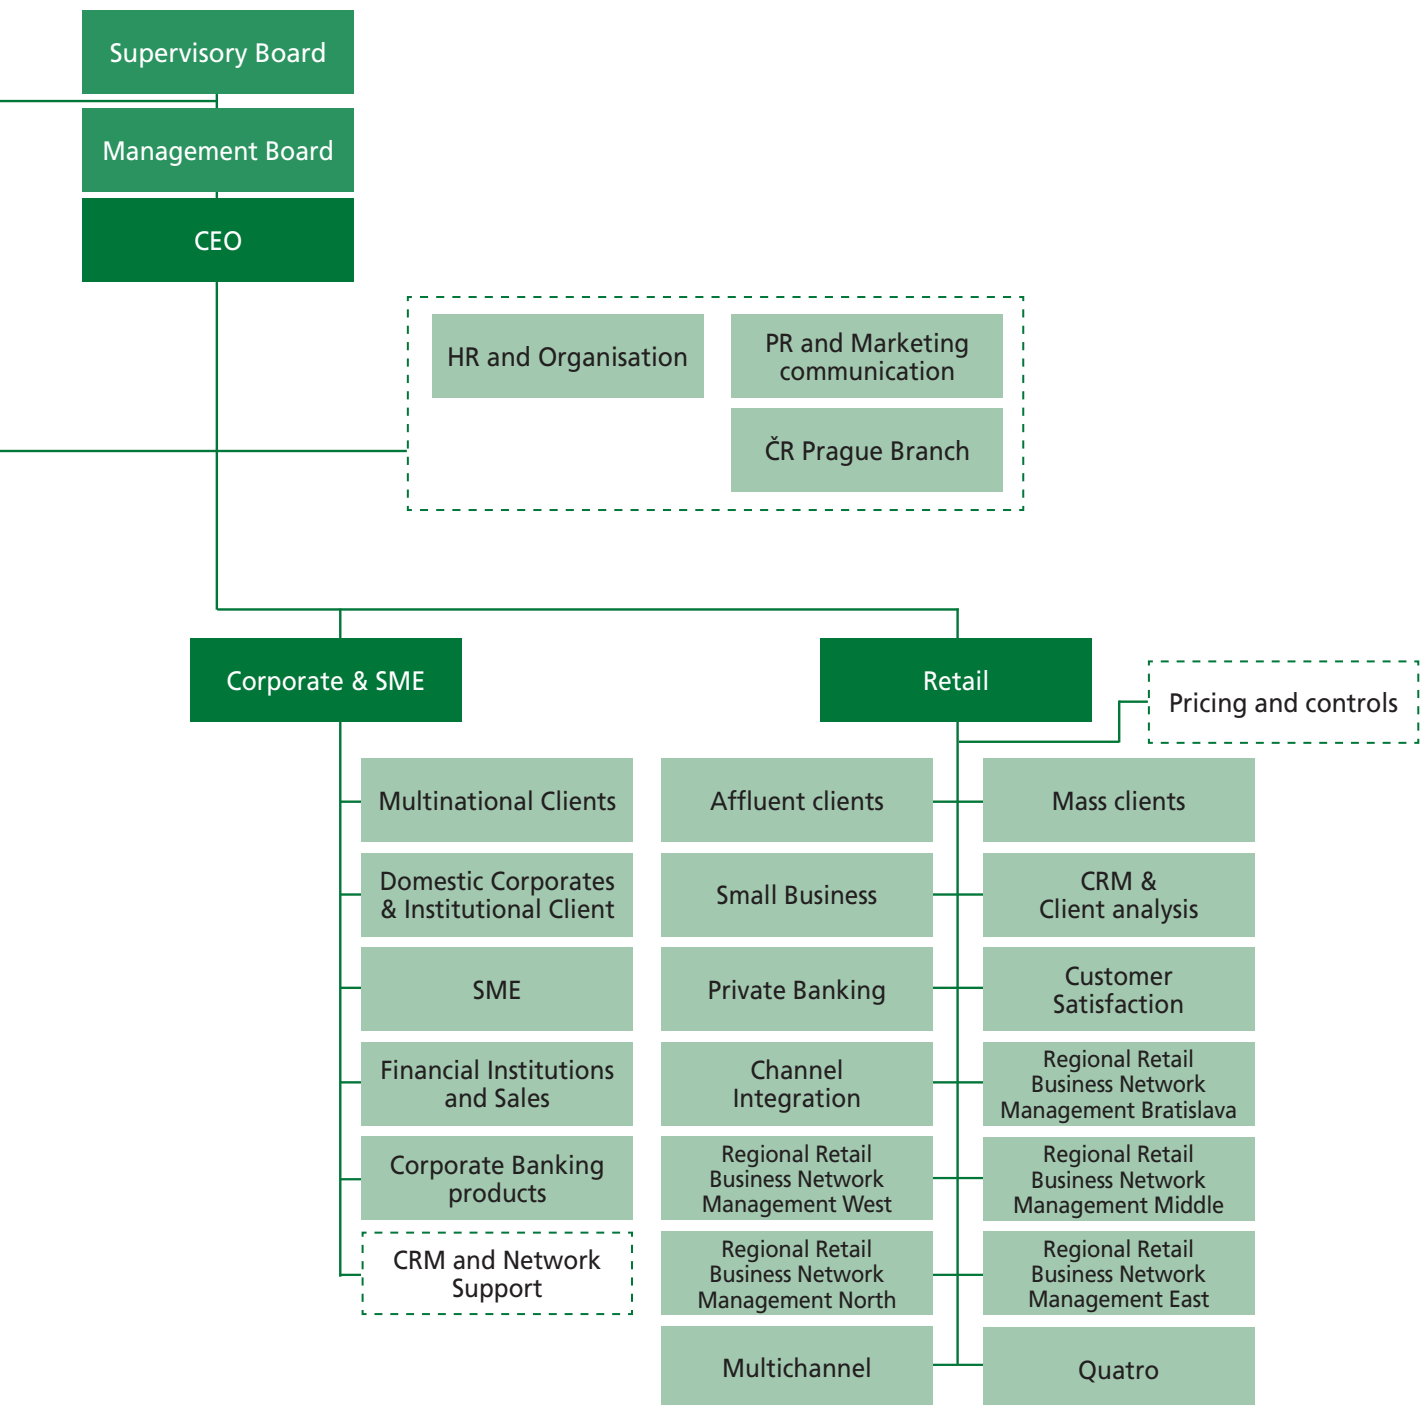 Supervisory Board
Management Board
CEO
HR and Organisation
PR and Marketing
communication
ČR Prague Branch
Corporate & SME
Retail
Pricing and controls
Multinational Clients
Affluent clients
Mass clients
Domestic Corporates
& Institutional Client
Small Business
CRM &
Client analysis
SME
Private Banking
Customer
Satisfaction
Financial Institutions
and Sales
Channel
Integration
Regional Retail
Business Network
Management Bratislava
Corporate Banking
products
Regional Retail
Business Network
Management West
Regional Retail
Business Network
Management Middle
CRM and Network
Support
Regional Retail
Business Network
Management North
Regional Retail
Business Network
Management East
Multichannel
Quatro